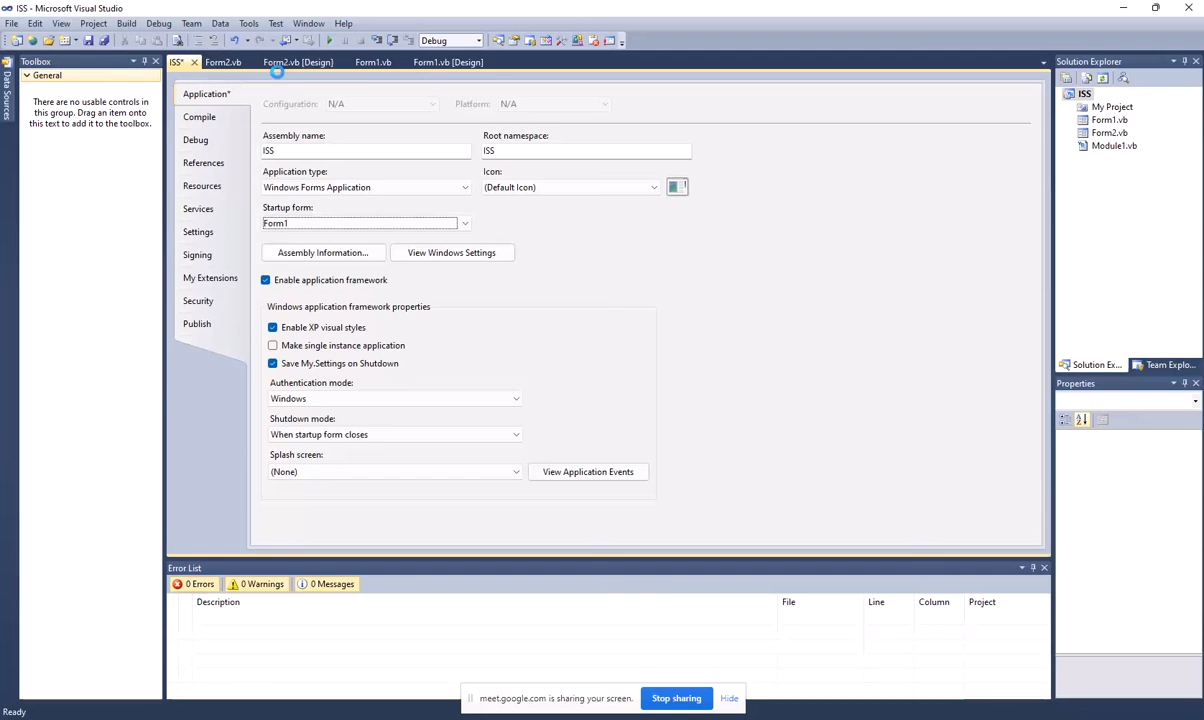 ISS - Microsoft Visual Studio
File Edit View Project Build Debug Team Data Tools Test Window Help
Debug
Toolbox
ISS* Form2.vb Form2.vb [Design] Form1.vb Form1.vb [Design]
Solution Explorer
Data Sources
General
There are no usable controls in this group. Drag an item onto this text to add it to the toolbox.
Application*
Compile
Debug
References
Resources
Services
Settings
Signing
My Extensions
Security
Publish
Configuration: N/A Platform: N/A
Assembly name: Root namespace:
ISS ISS
Application type: Icon:
Windows Forms Application (Default Icon)
Startup form:
Form1
Assembly Information... View Windows Settings
Enable application framework
Windows application framework properties
Enable XP visual styles
Make single instance application
Save My.Settings on Shutdown
Authentication mode:
Windows
Shutdown mode:
When startup form closes
Splash screen:
(None) View Application Events
ISS
My Project
Form1.vb
Form2.vb
Module1.vb
Solution Ex... Team Explo...
Properties
Error List
0 Errors 0 Warnings 0 Messages
Description File Line Column Project
meet.google.com is sharing your screen. Stop sharing Hide
Ready